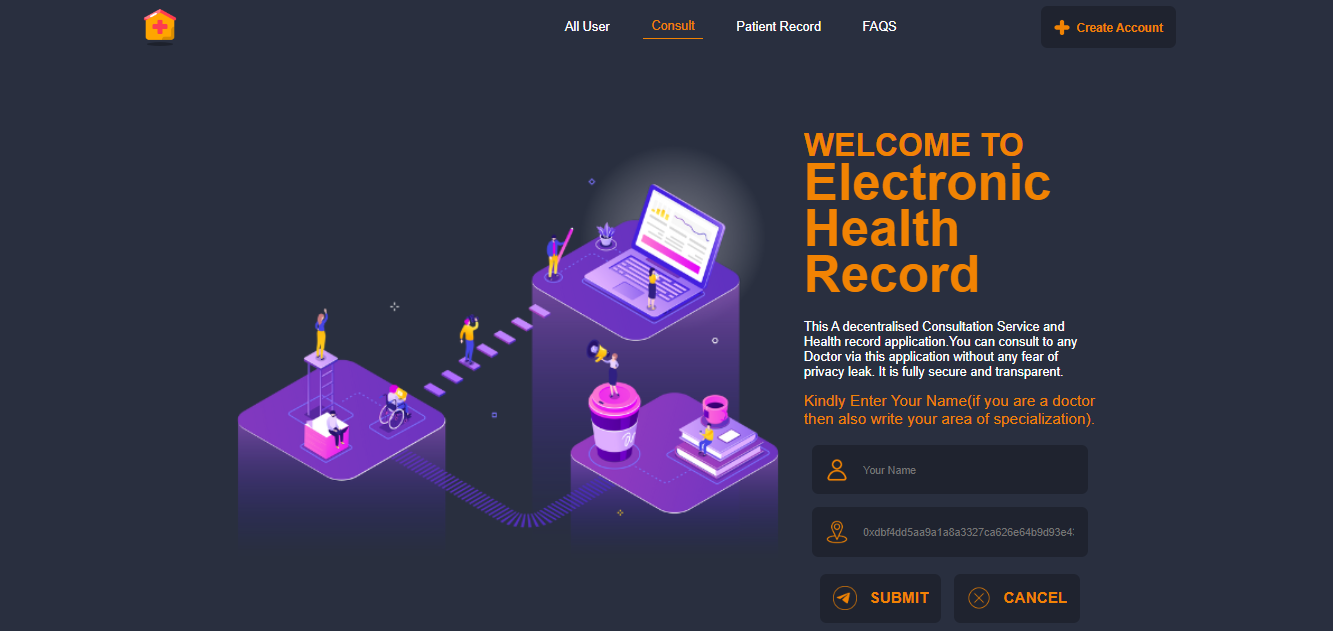 All User
Consult
Patient Record
FAQS
Create Account
WELCOME TO
Electronic
Health
Record
This A decentralised Consultation Service and
Health record application.You can consult to any
Doctor via this application without any fear of
privacy leak. It is fully secure and transparent.
Kindly Enter Your Name(if you are a doctor
then also write your area of specialization).
Your Name
0xdbf4dd5aa9a1a8a3327ca626e64b9d93e4
SUBMIT
CANCEL